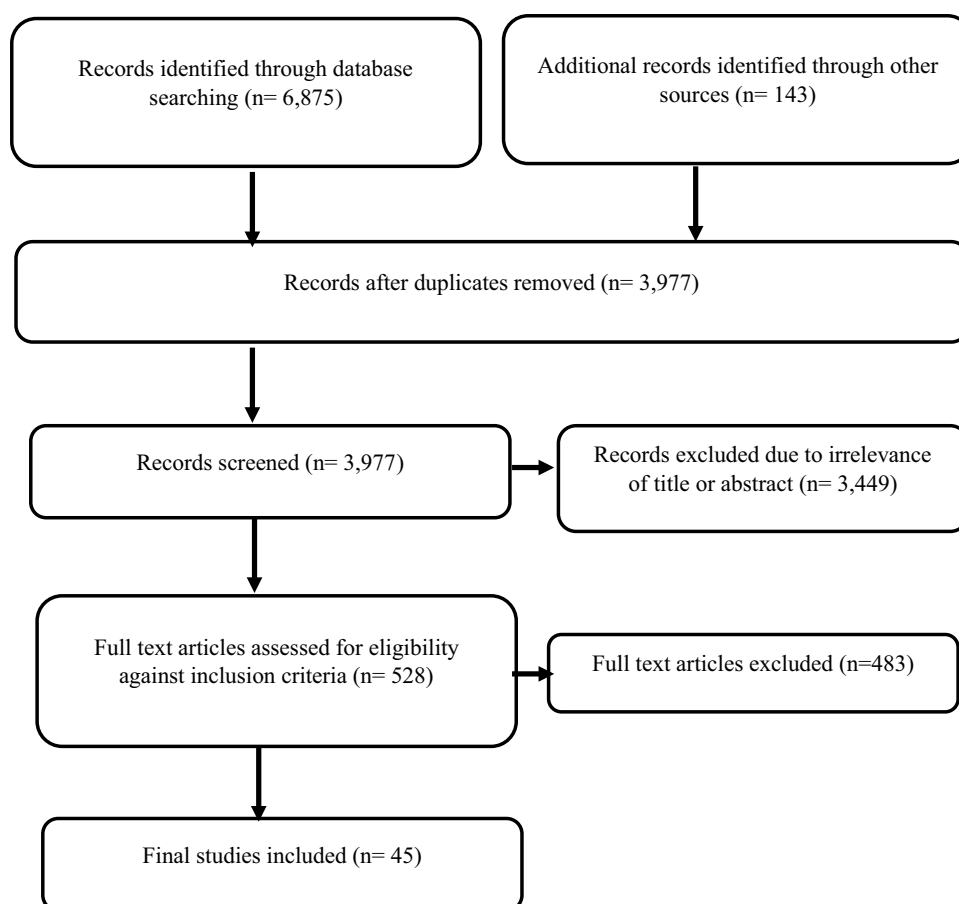 Records identified through database
searching (n= 6,875)
Additional records identified through other
sources (n= 143)
Records after duplicates removed (n= 3,977)
Records screened (n= 3,977)
Records excluded due to irrelevance
of title or abstract (n= 3,449)
Full text articles assessed for eligibility
against inclusion criteria (n= 528)
Full text articles excluded (n=483)
Final studies included (n= 45)